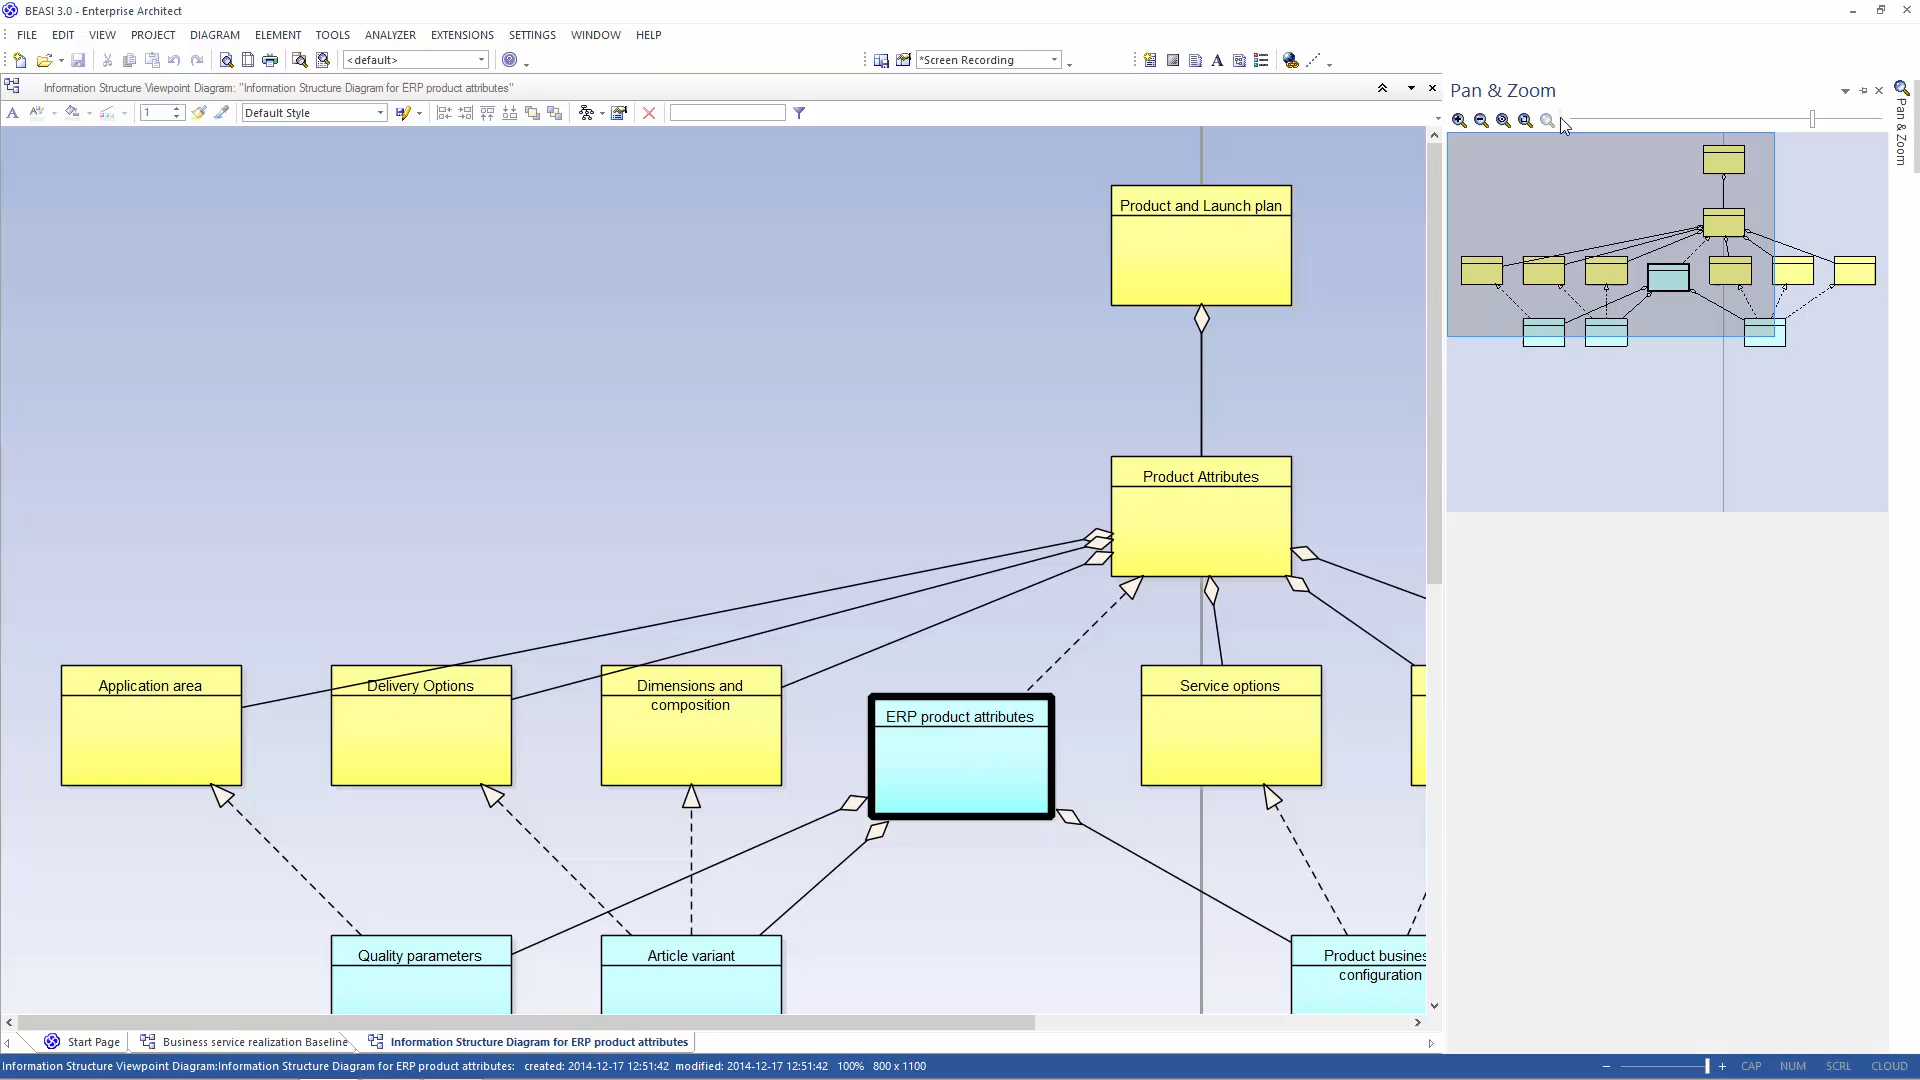 BEASI 3.0 - Enterprise Architect
FILE EDIT VIEW PROJECT DIAGRAM ELEMENT TOOLS ANALYZER EXTENSIONS SETTINGS WINDOW HELP
<default>
*Screen Recording
Information Structure Viewpoint Diagram: "Information Structure Diagram for ERP product attributes"
1
Default Style
Pan & Zoom
Pan & Zoom
Product and Launch plan
Product Attributes
Application area
Delivery Options
Dimensions and
composition
ERP product attributes
Service options
Quality parameters
Article variant
Product busines
configuration
Start Page
Business service realization Baseline
Information Structure Diagram for ERP product attributes
Information Structure Viewpoint Diagram:Information Structure Diagram for ERP product attributes: created: 2014-12-17 12:51:42 modified: 2014-12-17 12:51:42 100% 800 x 1100
CAP NUM SCRL CLOUD